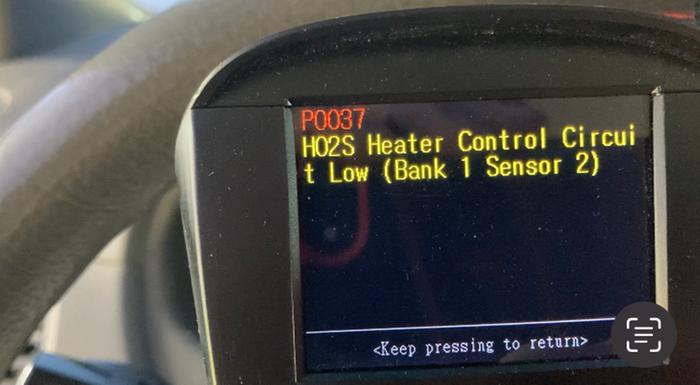 P0037
HO2S Heater Control Circui
t Low (Bank 1 Sensor 2)
<Keep pressing to return>